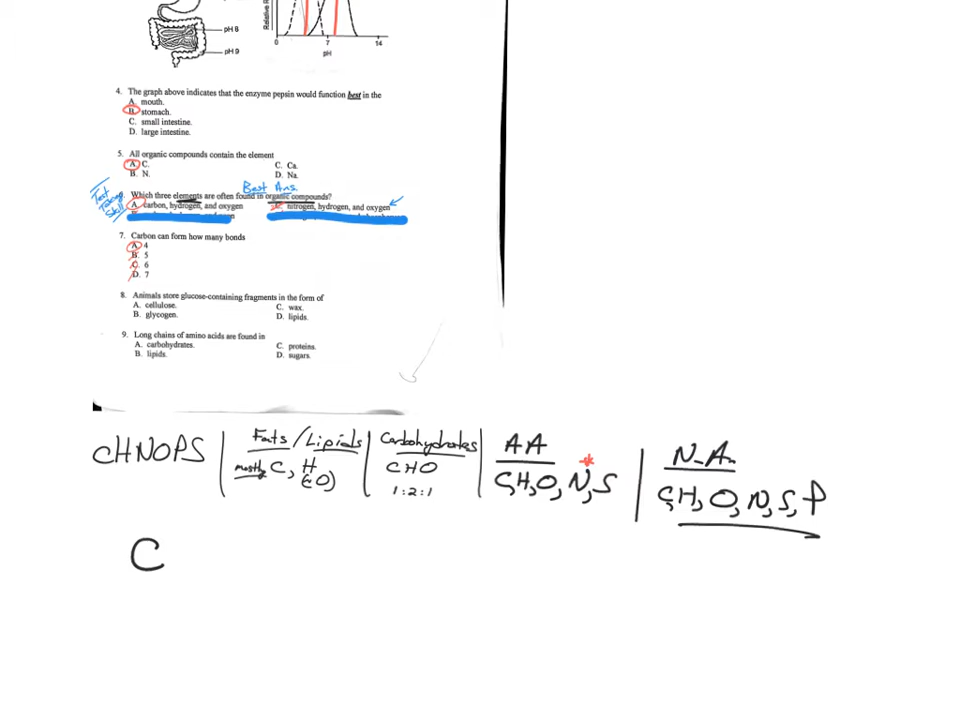 pH 8
pH 9
Relative R
0 7 14
pH
4. The graph above indicates that the enzyme pepsin would function best in the
A. mouth.
B. stomach.
C. small intestine.
D. large intestine.
5. All organic compounds contain the element
A. C.
B. N.
C. Ca.
D. Na.
Test Taking Skill
Best Ans.
6. Which three elements are often found in organic compounds?
A. carbon, hydrogen, and oxygen
nitrogen, hydrogen, and oxygen
7. Carbon can form how many bonds
A. 4
B. 5
C. 6
D. 7
8. Animals store glucose-containing fragments in the form of
A. cellulose.
B. glycogen.
C. wax.
D. lipids.
9. Long chains of amino acids are found in
A. carbohydrates.
B. lipids.
C. proteins.
D. sugars.
CHNOPS
Fats/Lipids
mostly C, H
Carbohydrates
CHO
1:2:1
AA
C,H,O,N,S
N.A.
C,H,O,N,S,P
C